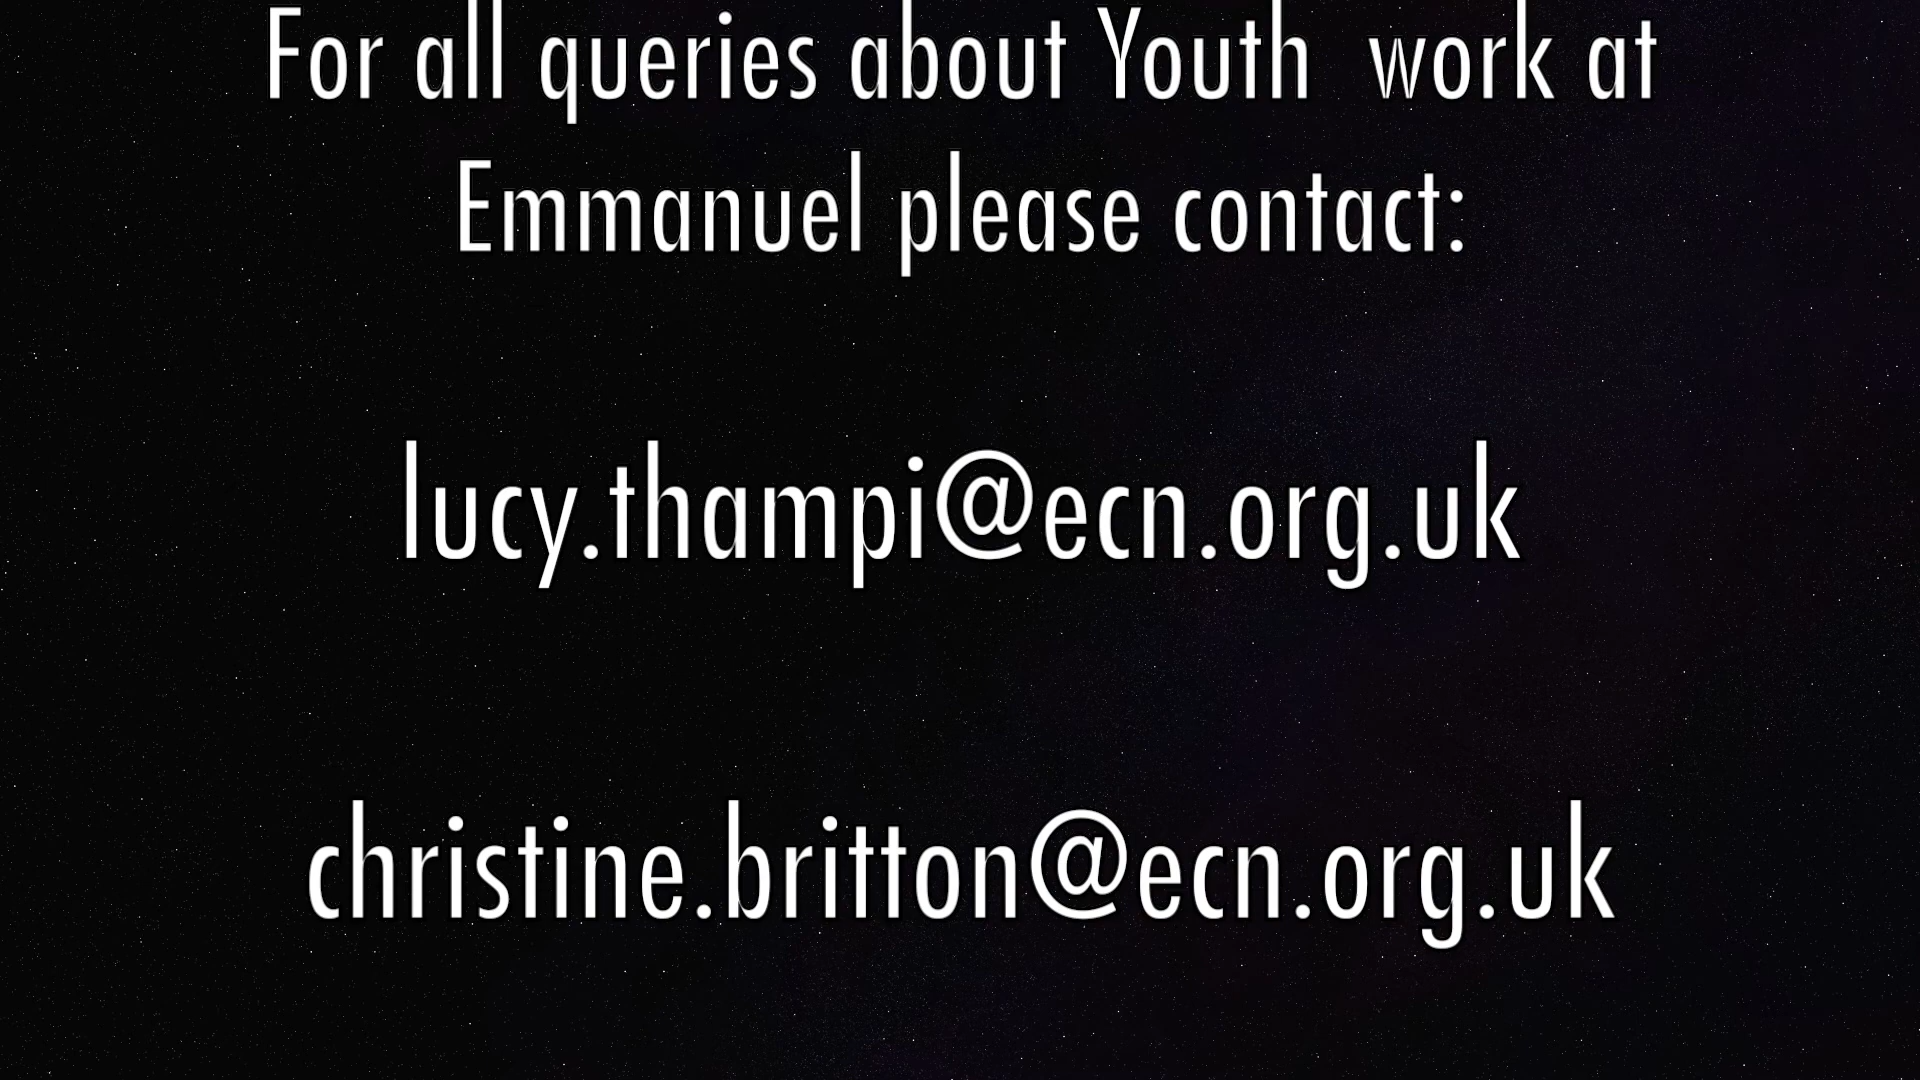 For all queries about Youth  work at
Emmanuel please contact:
lucy.thampi@ecn.org.uk
christine.britton@ecn.org.uk